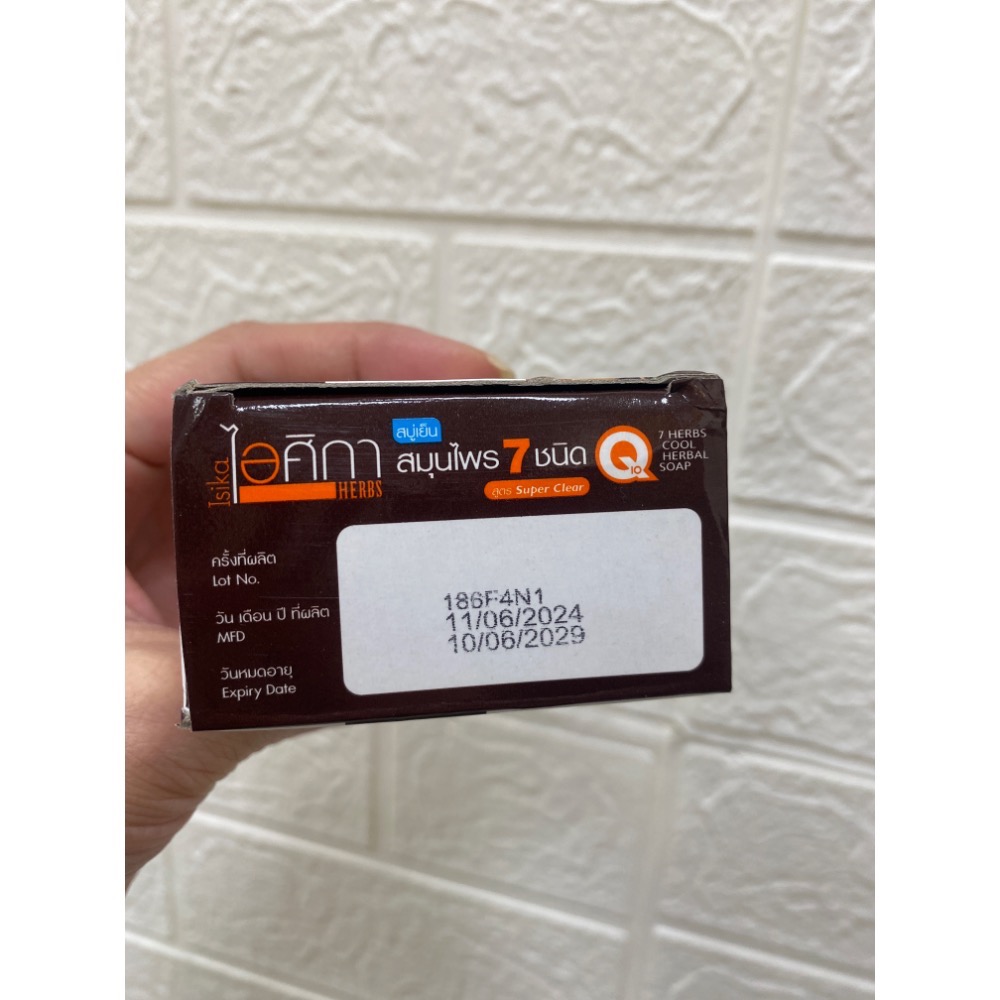 Isika
ไอศิกา
HERBS
สบู่เย็น
สมุนไพร 7 ชนิด
สูตร Super Clear
Q10
7 HERBS
COOL
HERBAL
SOAP
ครั้งที่ผลิต
Lot No.
วัน เดือน ปี ที่ผลิต
MFD
วันหมดอายุ
Expiry Date
186F4N1
11/06/2024
10/06/2029